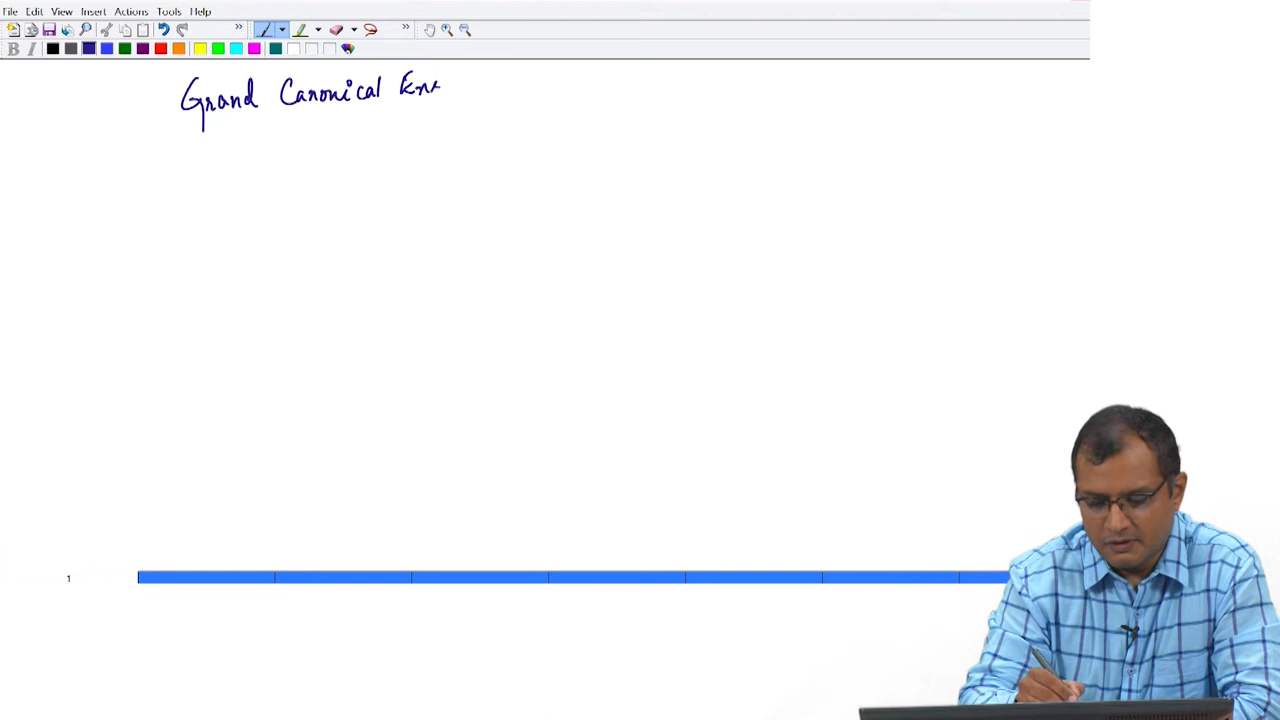 File Edit View Insert Actions Tools Help
» »
B I
Grand Canonical Ens
1